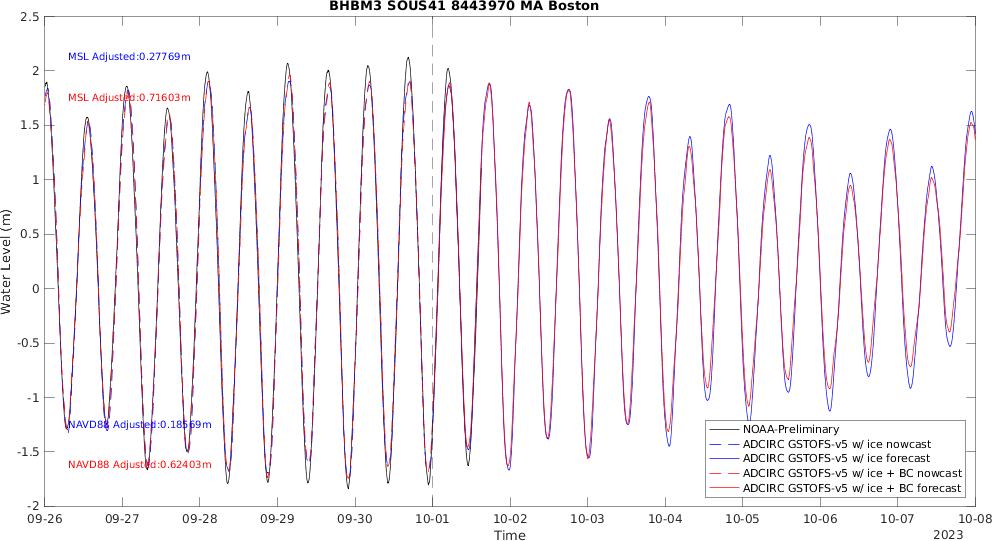 BHBM3 SOUS41 8443970 MA Boston
2.5
2
1.5
1
0.5
0
-0.5
-1
-1.5
-2
Water Level (m)
MSL Adjusted:0.27769m
MSL Adjusted:0.71603m
NAVD88 Adjusted:0.18569m
NAVD88 Adjusted:0.62403m
NOAA-Preliminary
ADCIRC GSTOFS-v5 w/ ice nowcast
ADCIRC GSTOFS-v5 w/ ice forecast
ADCIRC GSTOFS-v5 w/ ice + BC nowcast
ADCIRC GSTOFS-v5 w/ ice + BC forecast
09-26 09-27 09-28 09-29 09-30 10-01 10-02 10-03 10-04 10-05 10-06 10-07 10-08
Time
2023